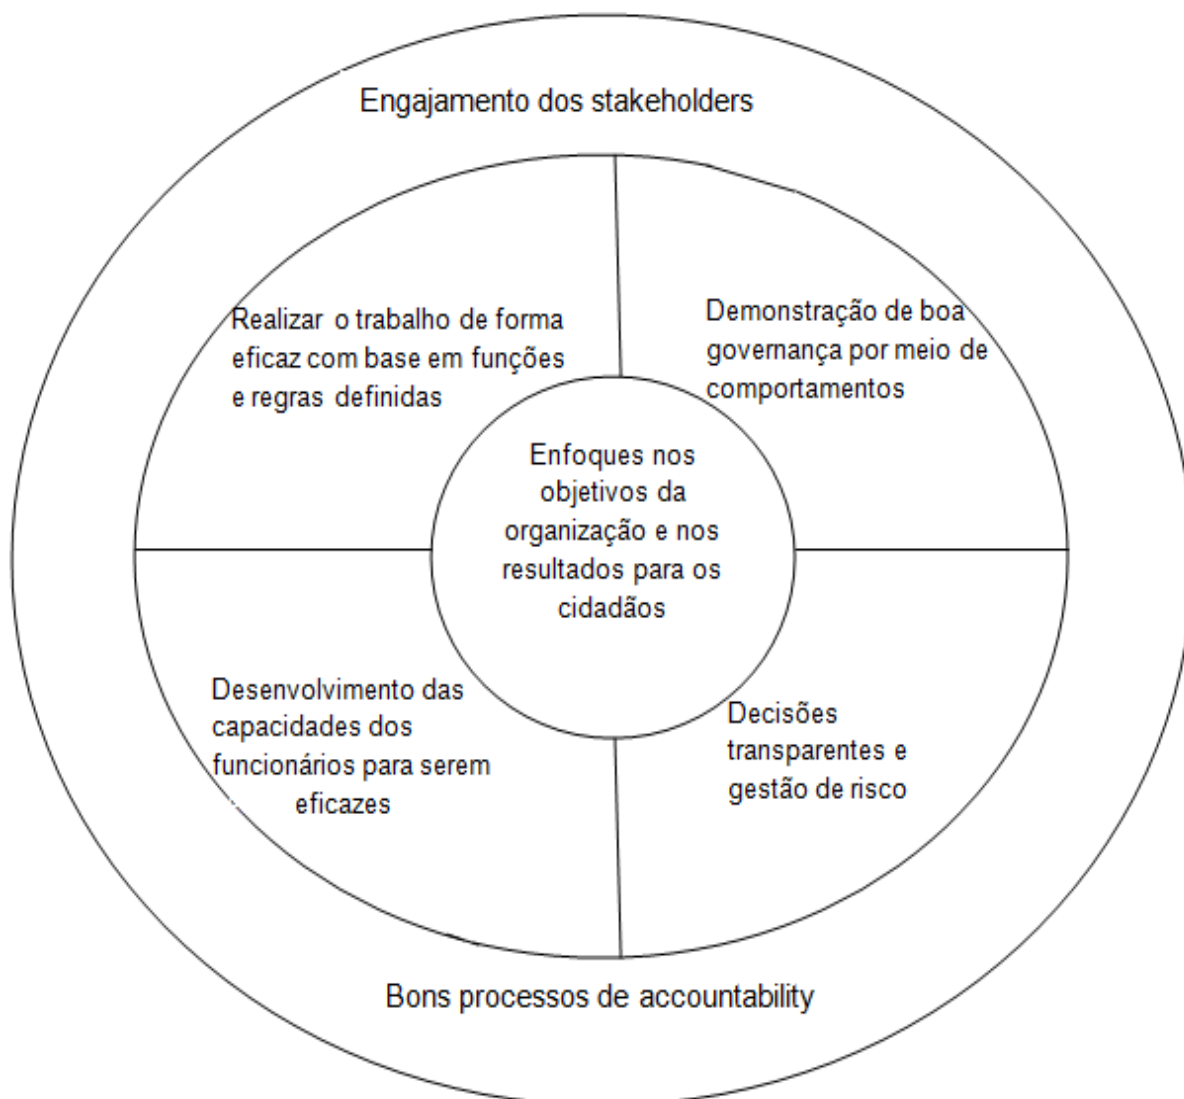 Engajamento dos stakeholders
Realizar o trabalho de forma
eficaz com base em funções
e regras definidas
Demonstração de boa
governança por meio de
comportamentos
Enfoques nos
objetivos da
organização e nos
resultados para os
cidadãos
Desenvolvimento das
capacidades dos
funcionários para serem
eficazes
Decisões
transparentes e
gestão de risco
Bons processos de accountability